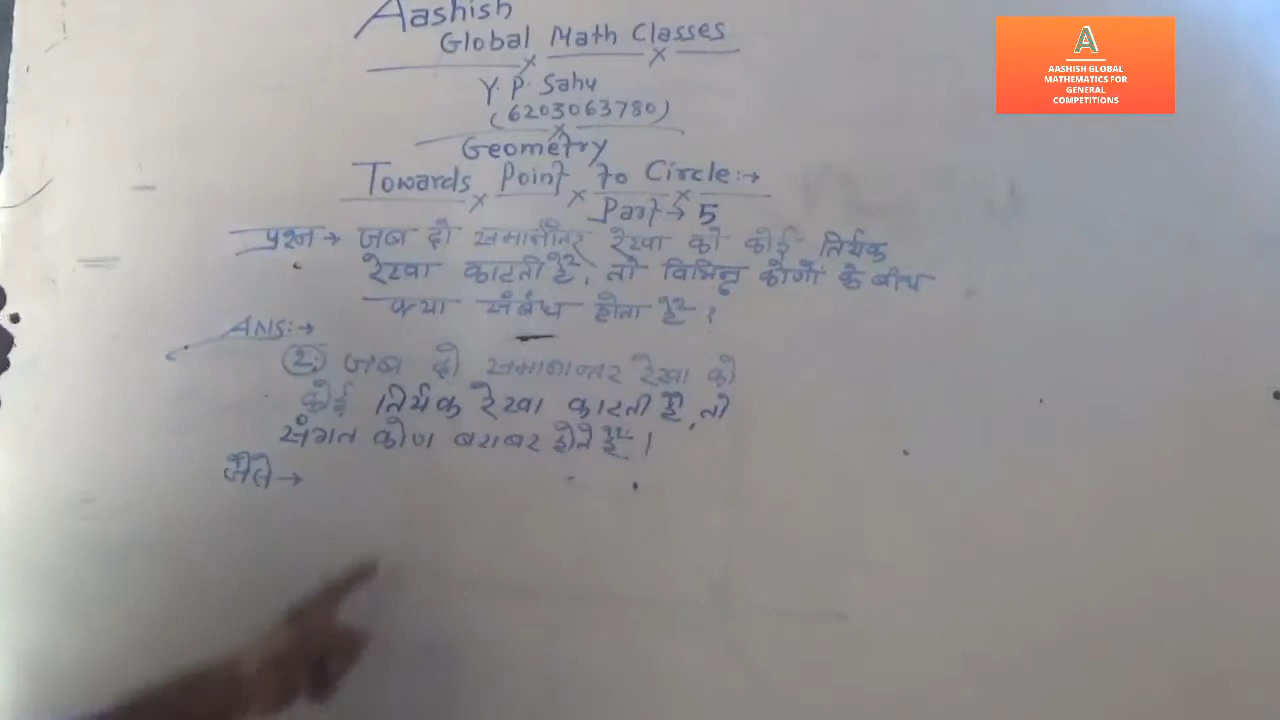 Aashish
Global Math Classes
Y. P. Sahu
(6203063780)
Geometry
Towards Point to Circle:→
Part → 5
प्रश्न → जब दो समानांतर रेखा को कोई तिर्यक
रेखा काटती है, तो विभिन्न कोणों के बीच
क्या संबंध होता है ?
ANS:→
2. जब दो समानान्तर रेखा को
कोई तिर्यक रेखा काटती है, तो
संगत कोण बराबर होते हैं।
जैसे →
A
AASHISH GLOBAL
MATHEMATICS FOR
GENERAL
COMPETITIONS